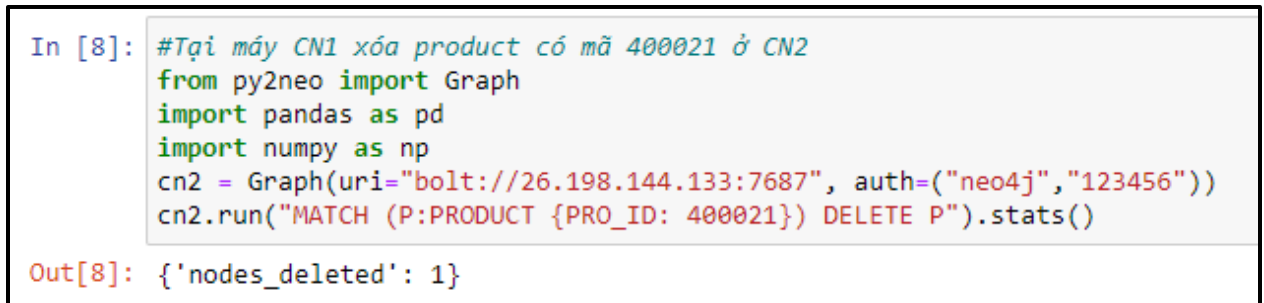 In [8]: #Tại máy CN1 xóa product có mã 400021 ở CN2
from py2neo import Graph
import pandas as pd
import numpy as np
cn2 = Graph(uri="bolt://26.198.144.133:7687", auth=("neo4j","123456"))
cn2.run("MATCH (P:PRODUCT {PRO_ID: 400021}) DELETE P").stats()
Out[8]: {'nodes_deleted': 1}